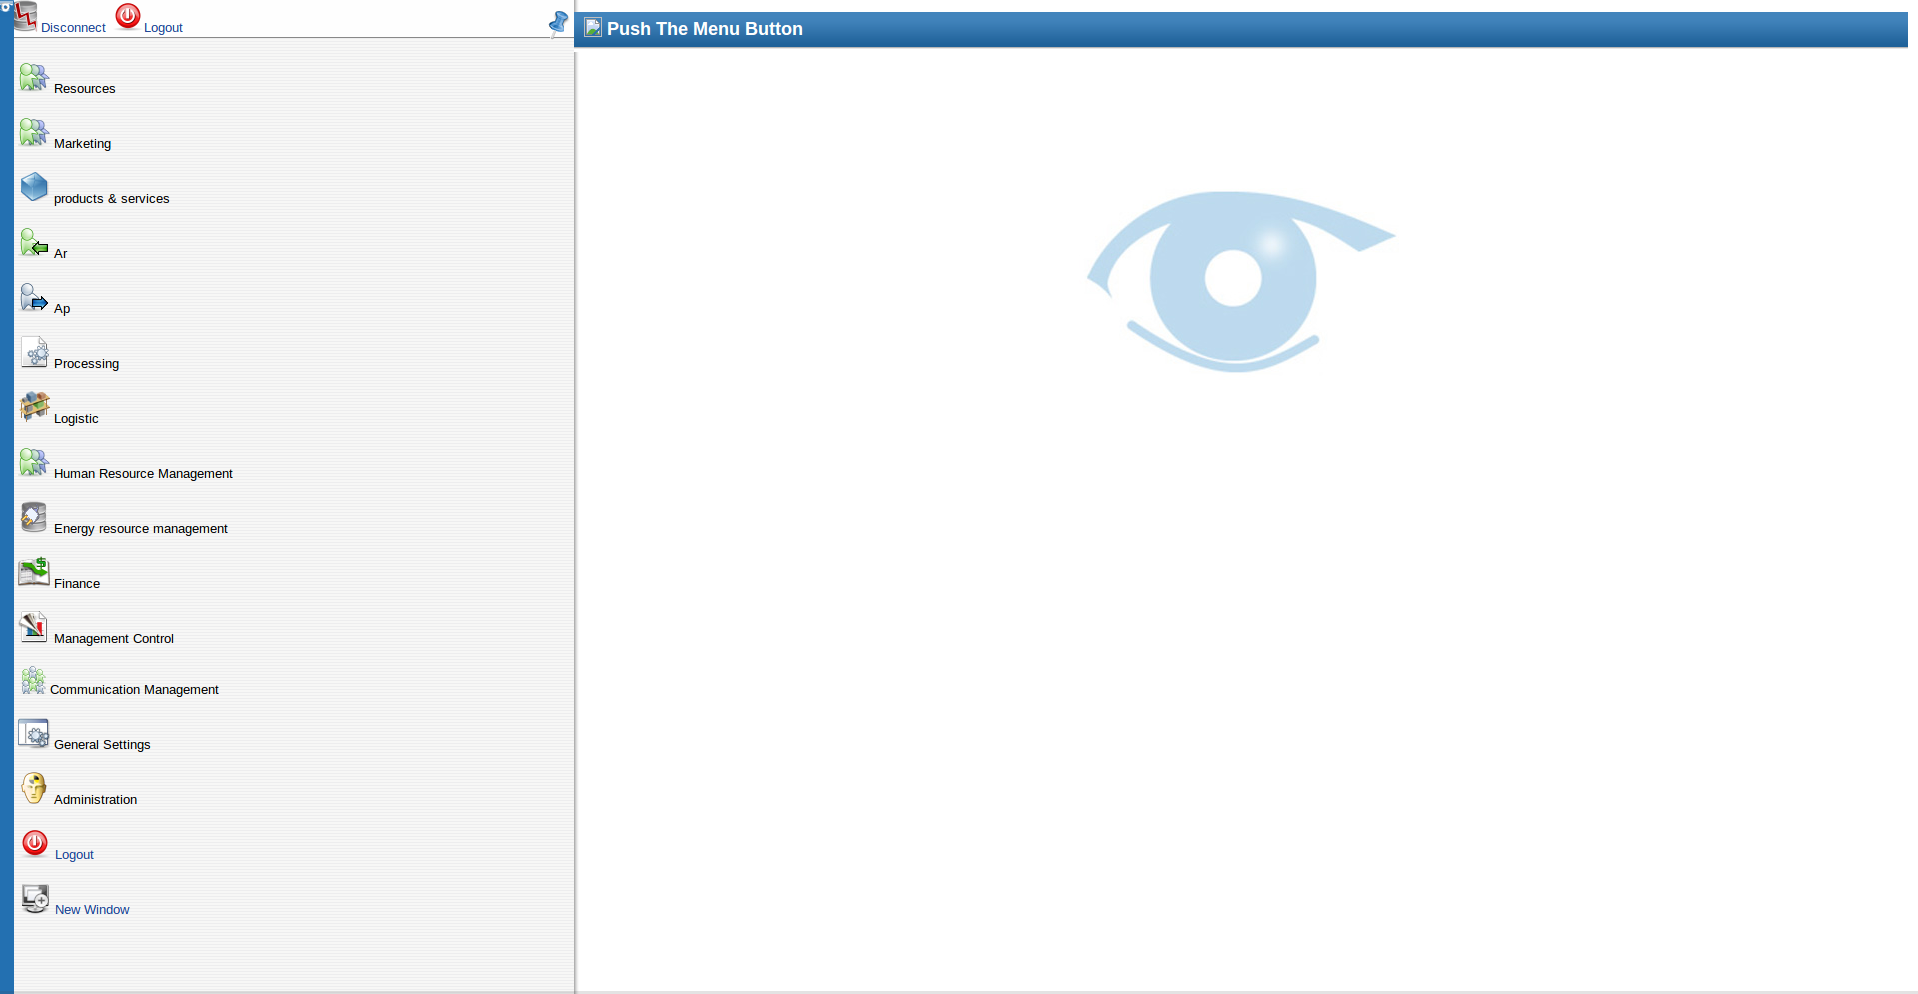 Disconnect Logout
Push The Menu Button
Resources
Marketing
products & services
Ar
Ap
Processing
Logistic
Human Resource Management
Energy resource management
Finance
Management Control
Communication Management
General Settings
Administration
Logout
New Window